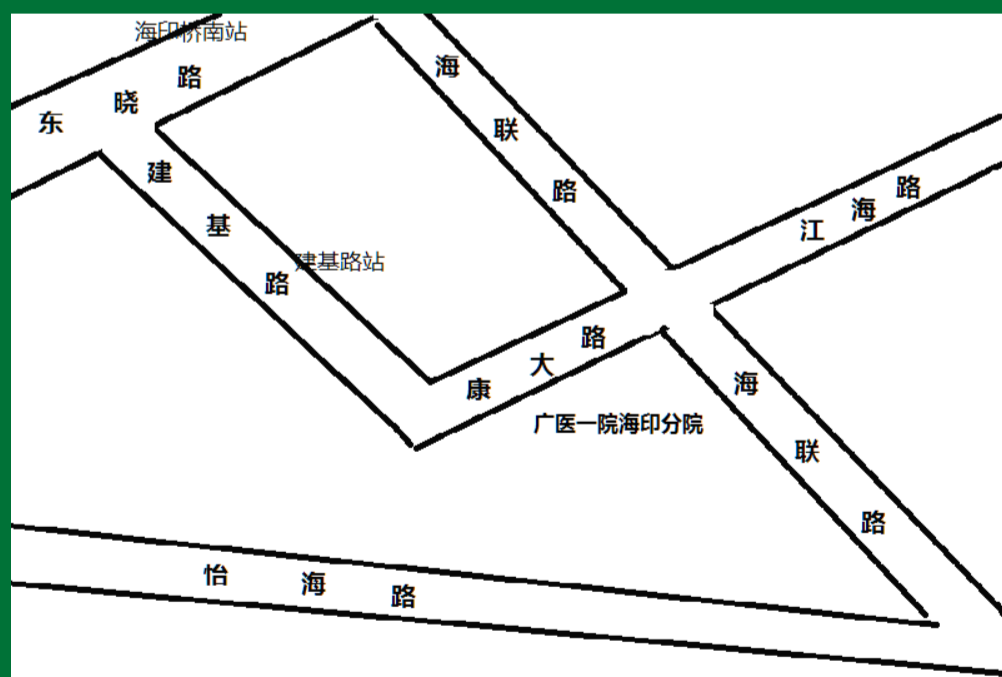 海印桥南站
东晓路
海联路
建基路
建基路站
江海路
康大路
广医一院海印分院
海联路
怡海路